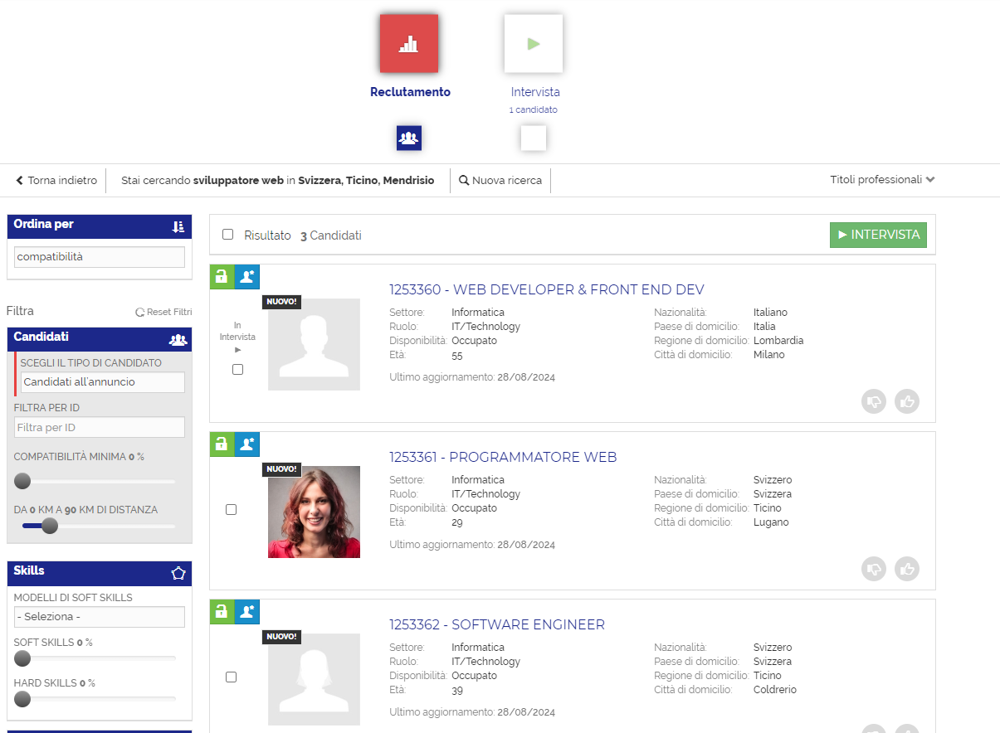 Reclutamento
Intervista
1 candidato
Torna indietro
Stai cercando sviluppatore web in Svizzera, Ticino, Mendrisio
Nuova ricerca
Titoli professionali
Ordina per
compatibilità
Filtra
Reset Filtri
Candidati
SCEGLI IL TIPO DI CANDIDATO
Candidati all'annuncio
FILTRA PER ID
Filtra per ID
COMPATIBILITÀ MINIMA 0 %
DA 0 KM A 90 KM DI DISTANZA
Skills
MODELLI DI SOFT SKILLS
- Seleziona -
SOFT SKILLS 0 %
HARD SKILLS 0 %
Risultato 3 Candidati
INTERVISTA
NUOVO!
In
Intervista
1253360 - WEB DEVELOPER & FRONT END DEV
Settore: Informatica
Ruolo: IT/Technology
Disponibilità: Occupato
Età: 55
Nazionalità: Italiano
Paese di domicilio: Italia
Regione di domicilio: Lombardia
Città di domicilio: Milano
Ultimo aggiornamento: 28/08/2024
NUOVO!
1253361 - PROGRAMMATORE WEB
Settore: Informatica
Ruolo: IT/Technology
Disponibilità: Occupato
Età: 29
Nazionalità: Svizzero
Paese di domicilio: Svizzera
Regione di domicilio: Ticino
Città di domicilio: Lugano
Ultimo aggiornamento: 28/08/2024
NUOVO!
1253362 - SOFTWARE ENGINEER
Settore: Informatica
Ruolo: IT/Technology
Disponibilità: Occupato
Età: 39
Nazionalità: Svizzero
Paese di domicilio: Svizzera
Regione di domicilio: Ticino
Città di domicilio: Coldrerio
Ultimo aggiornamento: 28/08/2024